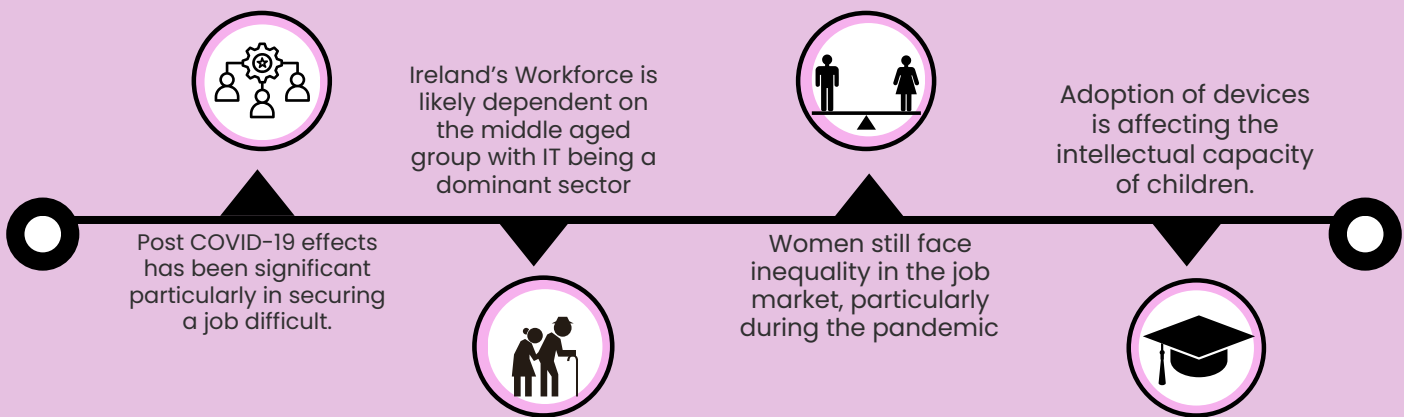 Post COVID-19 effects
has been significant
particularly in securing
a job difficult.
Ireland's Workforce is
likely dependent on
the middle aged
group with IT being a
dominant sector
Women still face
inequality in the job
market, particularly
during the pandemic
Adoption of devices
is affecting the
intellectual capacity
of children.